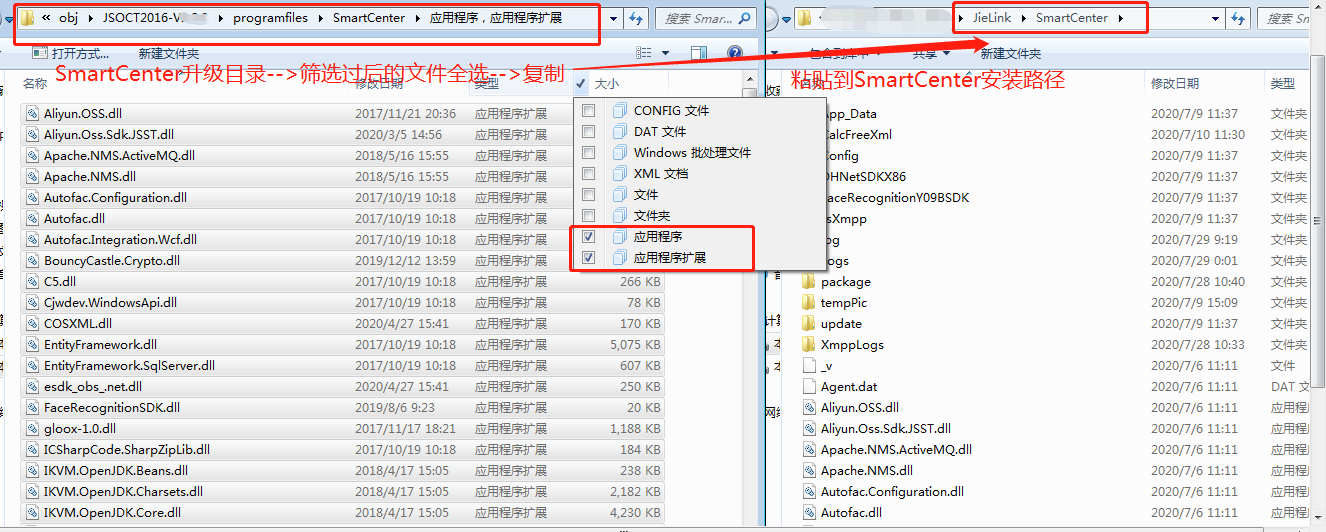 « obj ▸ JSOCT2016- ▸ programfiles ▸ SmartCenter ▸ 应用程序，应用程序扩展
搜索 Smar...
打开方式...
新建文件夹
SmartCenter升级目录-->筛选过后的文件全选-->复制
名称 修改日期 类型 大小
Aliyun.OSS.dll 2017/11/21 20:36 应用程序扩展
Aliyun.Oss.Sdk.JSST.dll 2020/3/5 14:56 应用程序扩展
Apache.NMS.ActiveMQ.dll 2018/5/16 15:55 应用程序扩展
Apache.NMS.dll 2018/5/16 15:55 应用程序扩展
Autofac.Configuration.dll 2017/10/19 10:18 应用程序扩展
Autofac.dll 2017/10/19 10:18 应用程序扩展
Autofac.Integration.Wcf.dll 2017/10/19 10:18 应用程序扩展
BouncyCastle.Crypto.dll 2019/12/12 13:59 应用程序扩展
C5.dll 2017/10/19 10:18 应用程序扩展 266 KB
Cjwdev.WindowsApi.dll 2017/10/19 10:18 应用程序扩展 78 KB
COSXML.dll 2020/4/27 15:41 应用程序扩展 170 KB
EntityFramework.dll 2017/10/19 10:18 应用程序扩展 5,075 KB
EntityFramework.SqlServer.dll 2017/10/19 10:18 应用程序扩展 607 KB
esdk_obs_.net.dll 2020/4/27 15:41 应用程序扩展 250 KB
FaceRecognitionSDK.dll 2019/8/6 9:23 应用程序扩展 20 KB
gloox-1.0.dll 2017/11/17 18:21 应用程序扩展 1,188 KB
ICSharpCode.SharpZipLib.dll 2017/10/19 10:18 应用程序扩展 184 KB
IKVM.OpenJDK.Beans.dll 2018/4/17 15:05 应用程序扩展 238 KB
IKVM.OpenJDK.Charsets.dll 2018/4/17 15:05 应用程序扩展 2,182 KB
IKVM.OpenJDK.Core.dll 2018/4/17 15:05 应用程序扩展 4,230 KB
CONFIG 文件
DAT 文件
Windows 批处理文件
XML 文档
文件
文件夹
应用程序
应用程序扩展
▸ JieLink ▸ SmartCenter ▸
搜索 Sm
共享
新建文件夹
粘贴到SmartCenter安装路径
修改日期 类型
App_Data 2020/7/9 11:37 文件夹
CalcFreeXml 2020/7/10 11:30 文件夹
Config 2020/7/9 11:37 文件夹
DHNetSDKX86 2020/7/9 11:37 文件夹
FaceRecognitionY09BSDK 2020/7/9 11:37 文件夹
sXmpp 2020/7/9 11:37 文件夹
og 2020/7/29 9:19 文件夹
ogs 2020/7/29 0:01 文件夹
package 2020/7/28 10:40 文件夹
tempPic 2020/7/9 15:09 文件夹
update 2020/7/9 11:37 文件夹
XmppLogs 2020/7/28 10:33 文件夹
_v 2020/7/6 11:11 文件
Agent.dat 2020/7/6 11:11 DAT 文
Aliyun.OSS.dll 2020/7/6 11:11 应用程
Aliyun.Oss.Sdk.JSST.dll 2020/7/6 11:11 应用程
Apache.NMS.ActiveMQ.dll 2020/7/6 11:11 应用程
Apache.NMS.dll 2020/7/6 11:11 应用程
Autofac.Configuration.dll 2020/7/6 11:11 应用程
Autofac.dll 2020/7/6 11:11 应用程